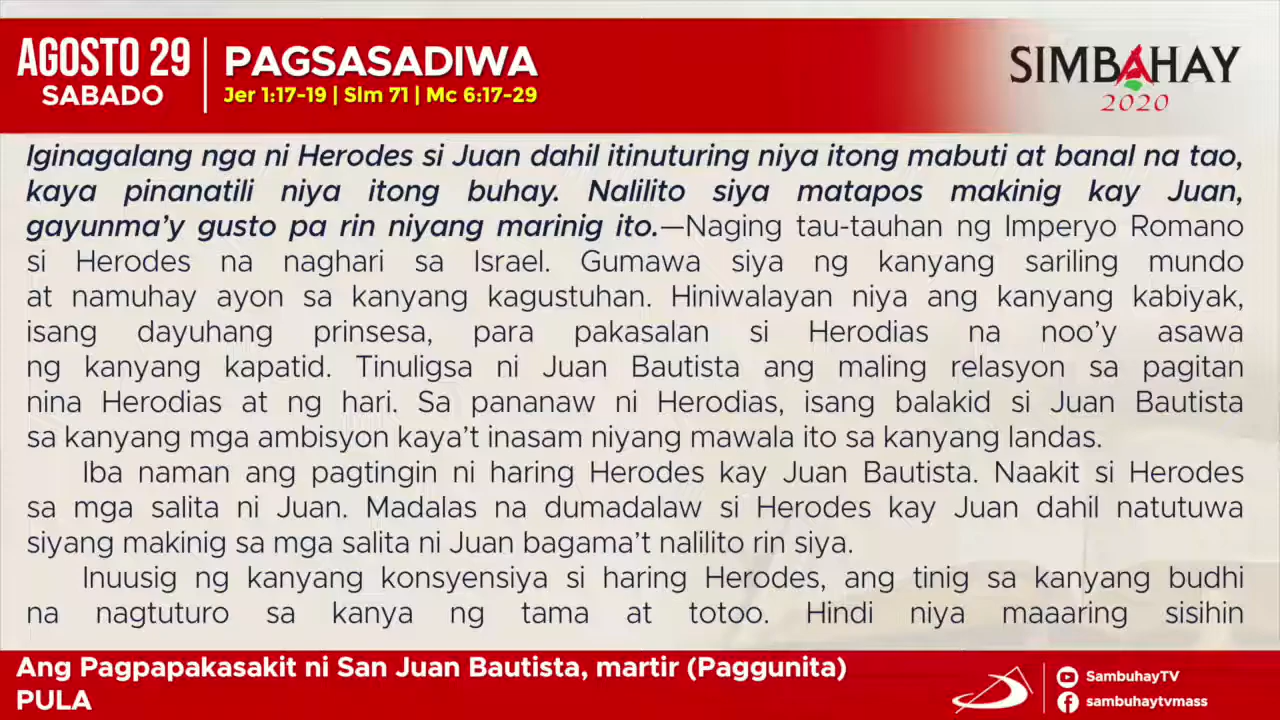 AGOSTO 29
SABADO
PAGSASADIWA
Jer 1:17-19 | Slm 71 | Mc 6:17-29
SIMBAHAY
2020
Iginagalang nga ni Herodes si Juan dahil itinuturing niya itong mabuti at banal na tao,
kaya pinanatili niya itong buhay. Nalilito siya matapos makinig kay Juan,
gayunma’y gusto pa rin niyang marinig ito.—Naging tau-tauhan ng Imperyo Romano
si Herodes na naghari sa Israel. Gumawa siya ng kanyang sariling mundo
at namuhay ayon sa kanyang kagustuhan. Hiniwalayan niya ang kanyang kabiyak,
isang dayuhang prinsesa, para pakasalan si Herodias na noo’y asawa
ng kanyang kapatid. Tinuligsa ni Juan Bautista ang maling relasyon sa pagitan
nina Herodias at ng hari. Sa pananaw ni Herodias, isang balakid si Juan Bautista
sa kanyang mga ambisyon kaya’t inasam niyang mawala ito sa kanyang landas.
Iba naman ang pagtingin ni haring Herodes kay Juan Bautista. Naakit si Herodes
sa mga salita ni Juan. Madalas na dumadalaw si Herodes kay Juan dahil natutuwa
siyang makinig sa mga salita ni Juan bagama’t nalilito rin siya.
Inuusig ng kanyang konsyensiya si haring Herodes, ang tinig sa kanyang budhi
na nagtuturo sa kanya ng tama at totoo. Hindi niya maaaring sisihin
Ang Pagpapakasakit ni San Juan Bautista, martir (Paggunita)
PULA
SambuhayTV
sambuhaytvmass